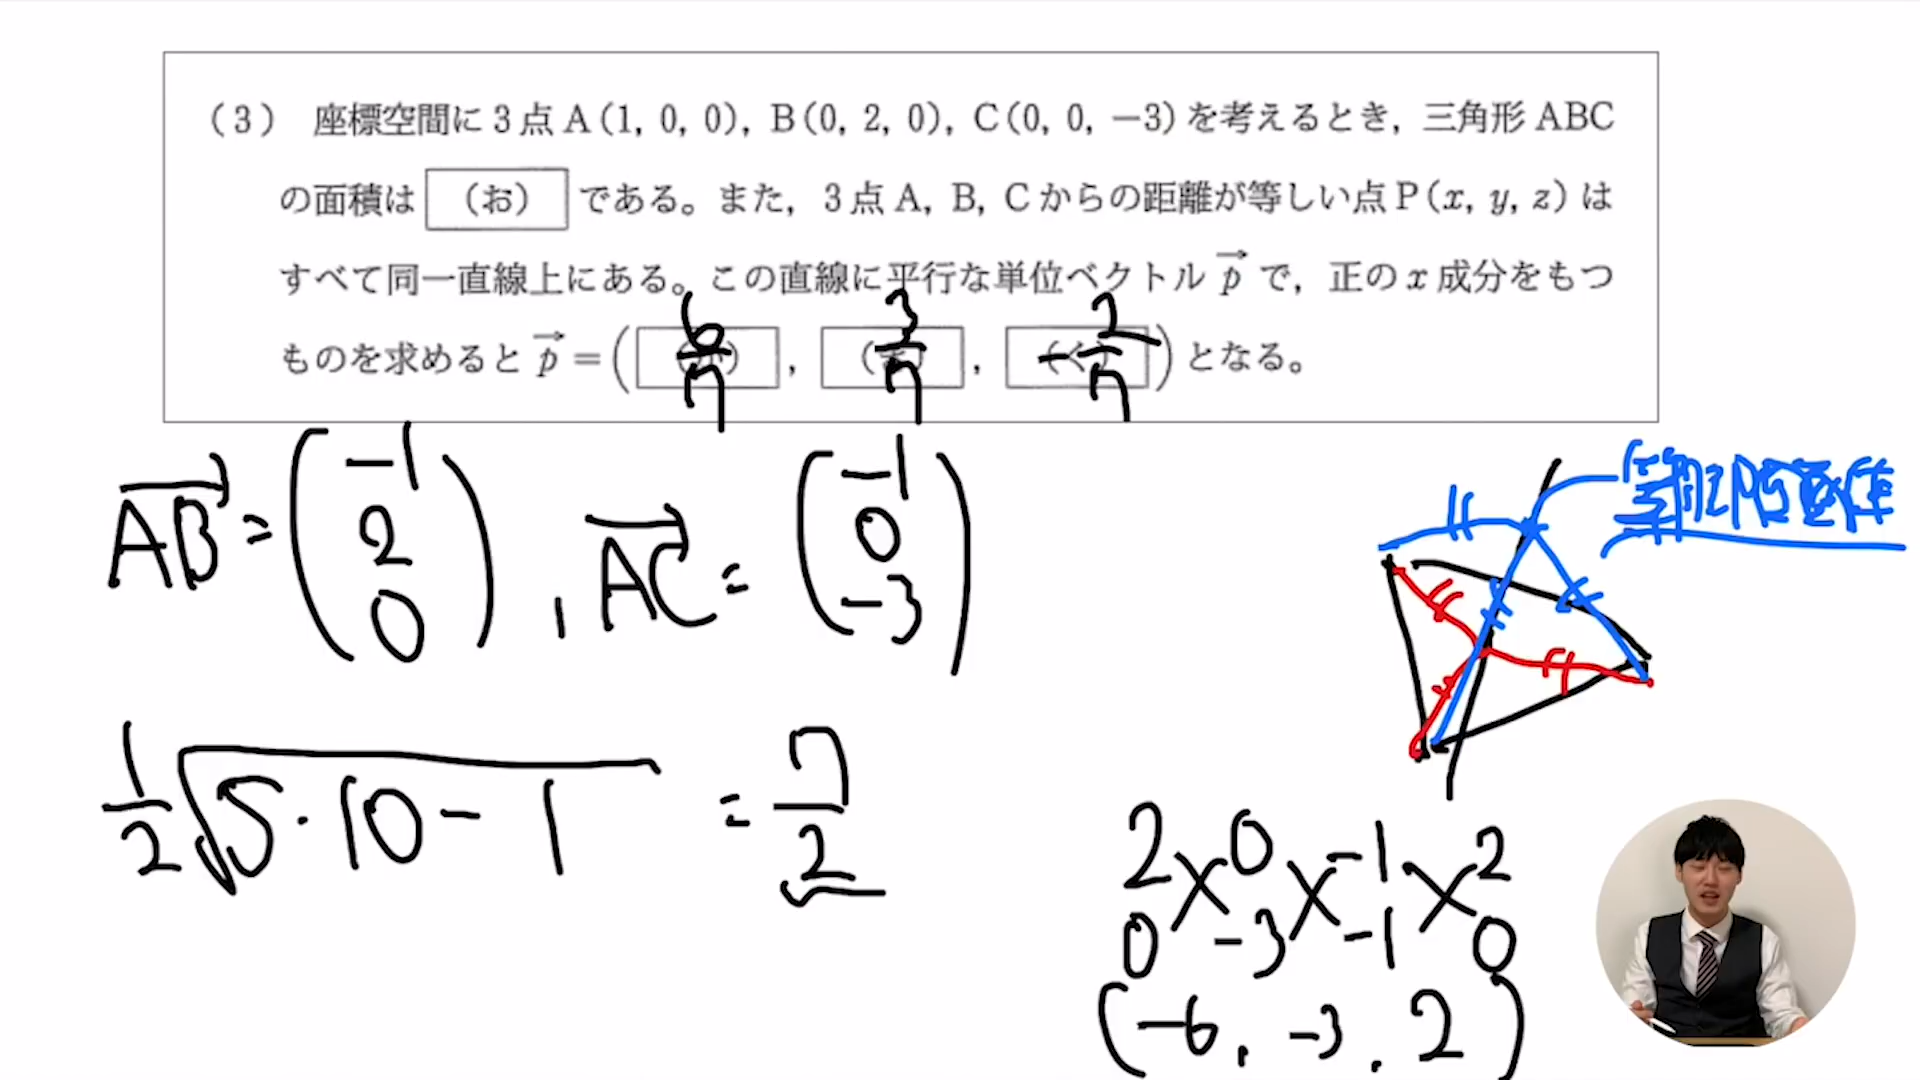 (3) 座標空間に3点A(1, 0, 0), B(0, 2, 0), C(0, 0, −3)を考えるとき, 三角形ABC
の面積は (お) である。また, 3点A, B, Cからの距離が等しい点P(x, y, z)は
すべて同一直線上にある。この直線に平行な単位ベクトル p→ で, 正のx成分をもつ
ものを求めると p→ = ( 6/7 , 3/7 , −2/7 ) となる。
AB→ = (−1 2 0) , AC→ = (−1 0 −3)
1/2 √5・10−1 = 7/2
2 × 0 × −1 × 2
0 −3 −1 0
(−6, −3, 2)